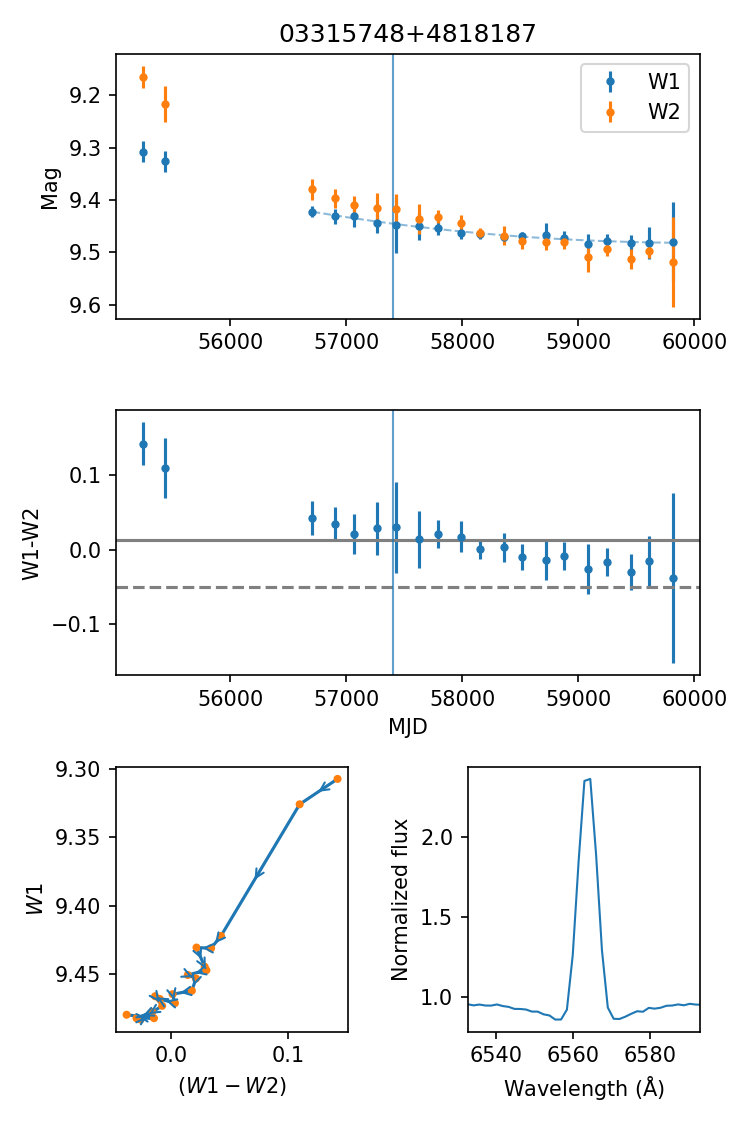 03315748+4818187
W1
W2
Mag
9.2
9.3
9.4
9.5
9.6
56000 57000 58000 59000 60000
W1-W2
0.1
0.0
−0.1
56000 57000 58000 59000 60000
MJD
W1
9.30
9.35
9.40
9.45
0.0 0.1
(W1 − W2)
Normalized flux
2.0
1.5
1.0
6540 6560 6580
Wavelength (Å)